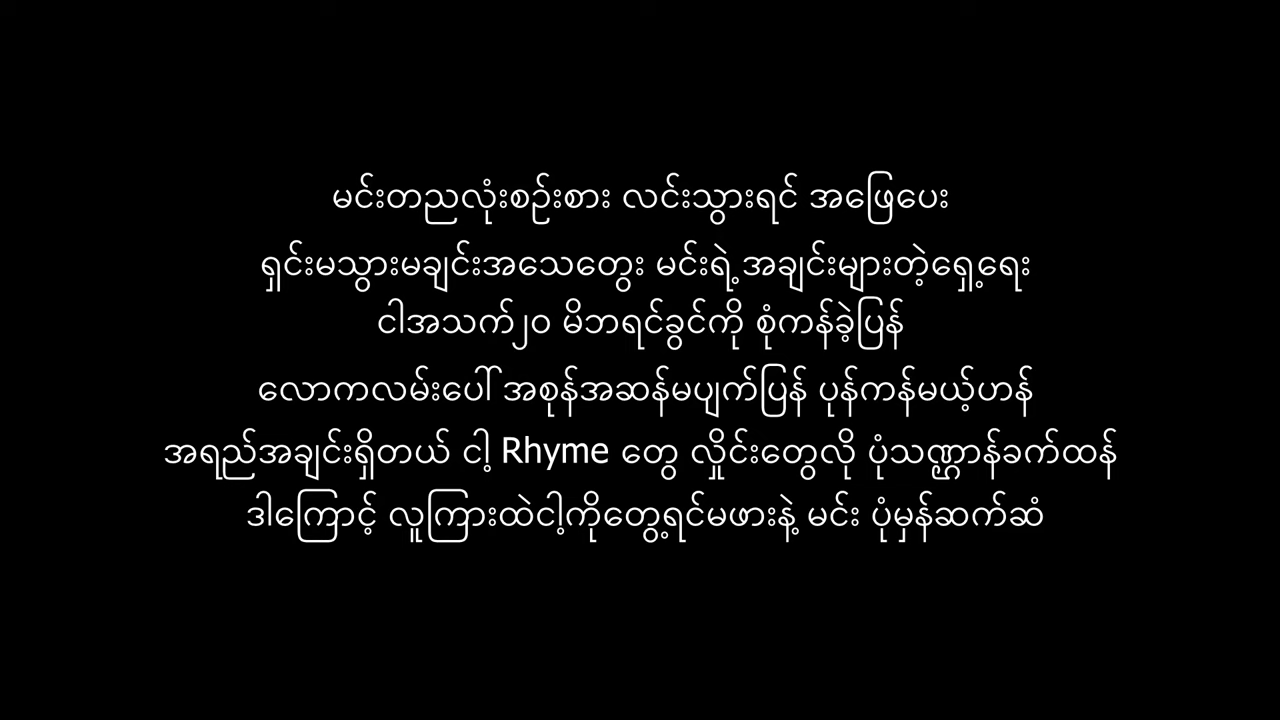 မင်းတညလုံးစဉ်းစား လင်းသွားရင် အဖြေပေး
ရှင်းမသွားမချင်းအသေတွေး မင်းရဲ့အချင်းများတဲ့ရှေ့ရေး
ငါအသက်၂၀ မိဘရင်ခွင်ကို စုံကန်ခဲ့ပြန်
လောကလမ်းပေါ် အစုန်အဆန်မပျက်ပြန် ပုန်ကန်မယ့်ဟန်
အရည်အချင်းရှိတယ် ငါ့ Rhyme တွေ လှိုင်းတွေလို ပုံသဏ္ဌာန်ခက်ထန်
ဒါကြောင့် လူကြားထဲငါ့ကိုတွေ့ရင်မဖားနဲ့ မင်း ပုံမှန်ဆက်ဆံ